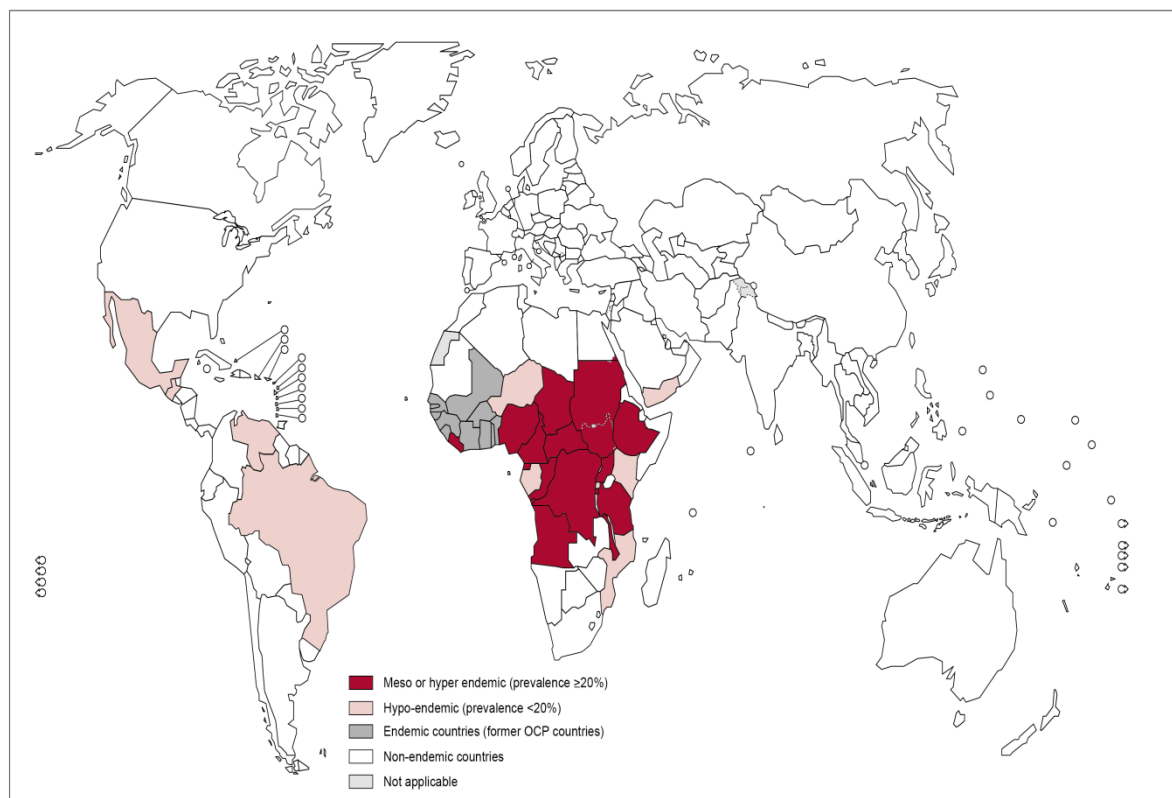 Meso or hyper endemic (prevalence ≥20%)
Hypo-endemic (prevalence <20%)
Endemic countries (former OCP countries)
Non-endemic countries
Not applicable